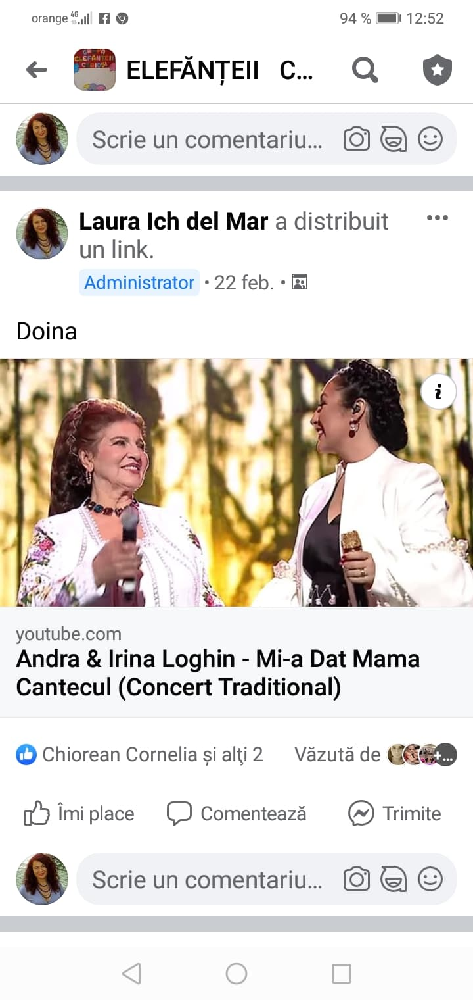 orange 4G 94 % 12:52
GRUPA
ELEFĂNȚEII
ELEFĂNȚEII C...
Scrie un comentariu...
Laura Ich del Mar a distribuit
un link.
Administrator • 22 feb. •
Doina
youtube.com
Andra & Irina Loghin - Mi-a Dat Mama
Cantecul (Concert Traditional)
Chiorean Cornelia și alți 2 Văzută de +...
Îmi place Comentează Trimite
Scrie un comentariu...